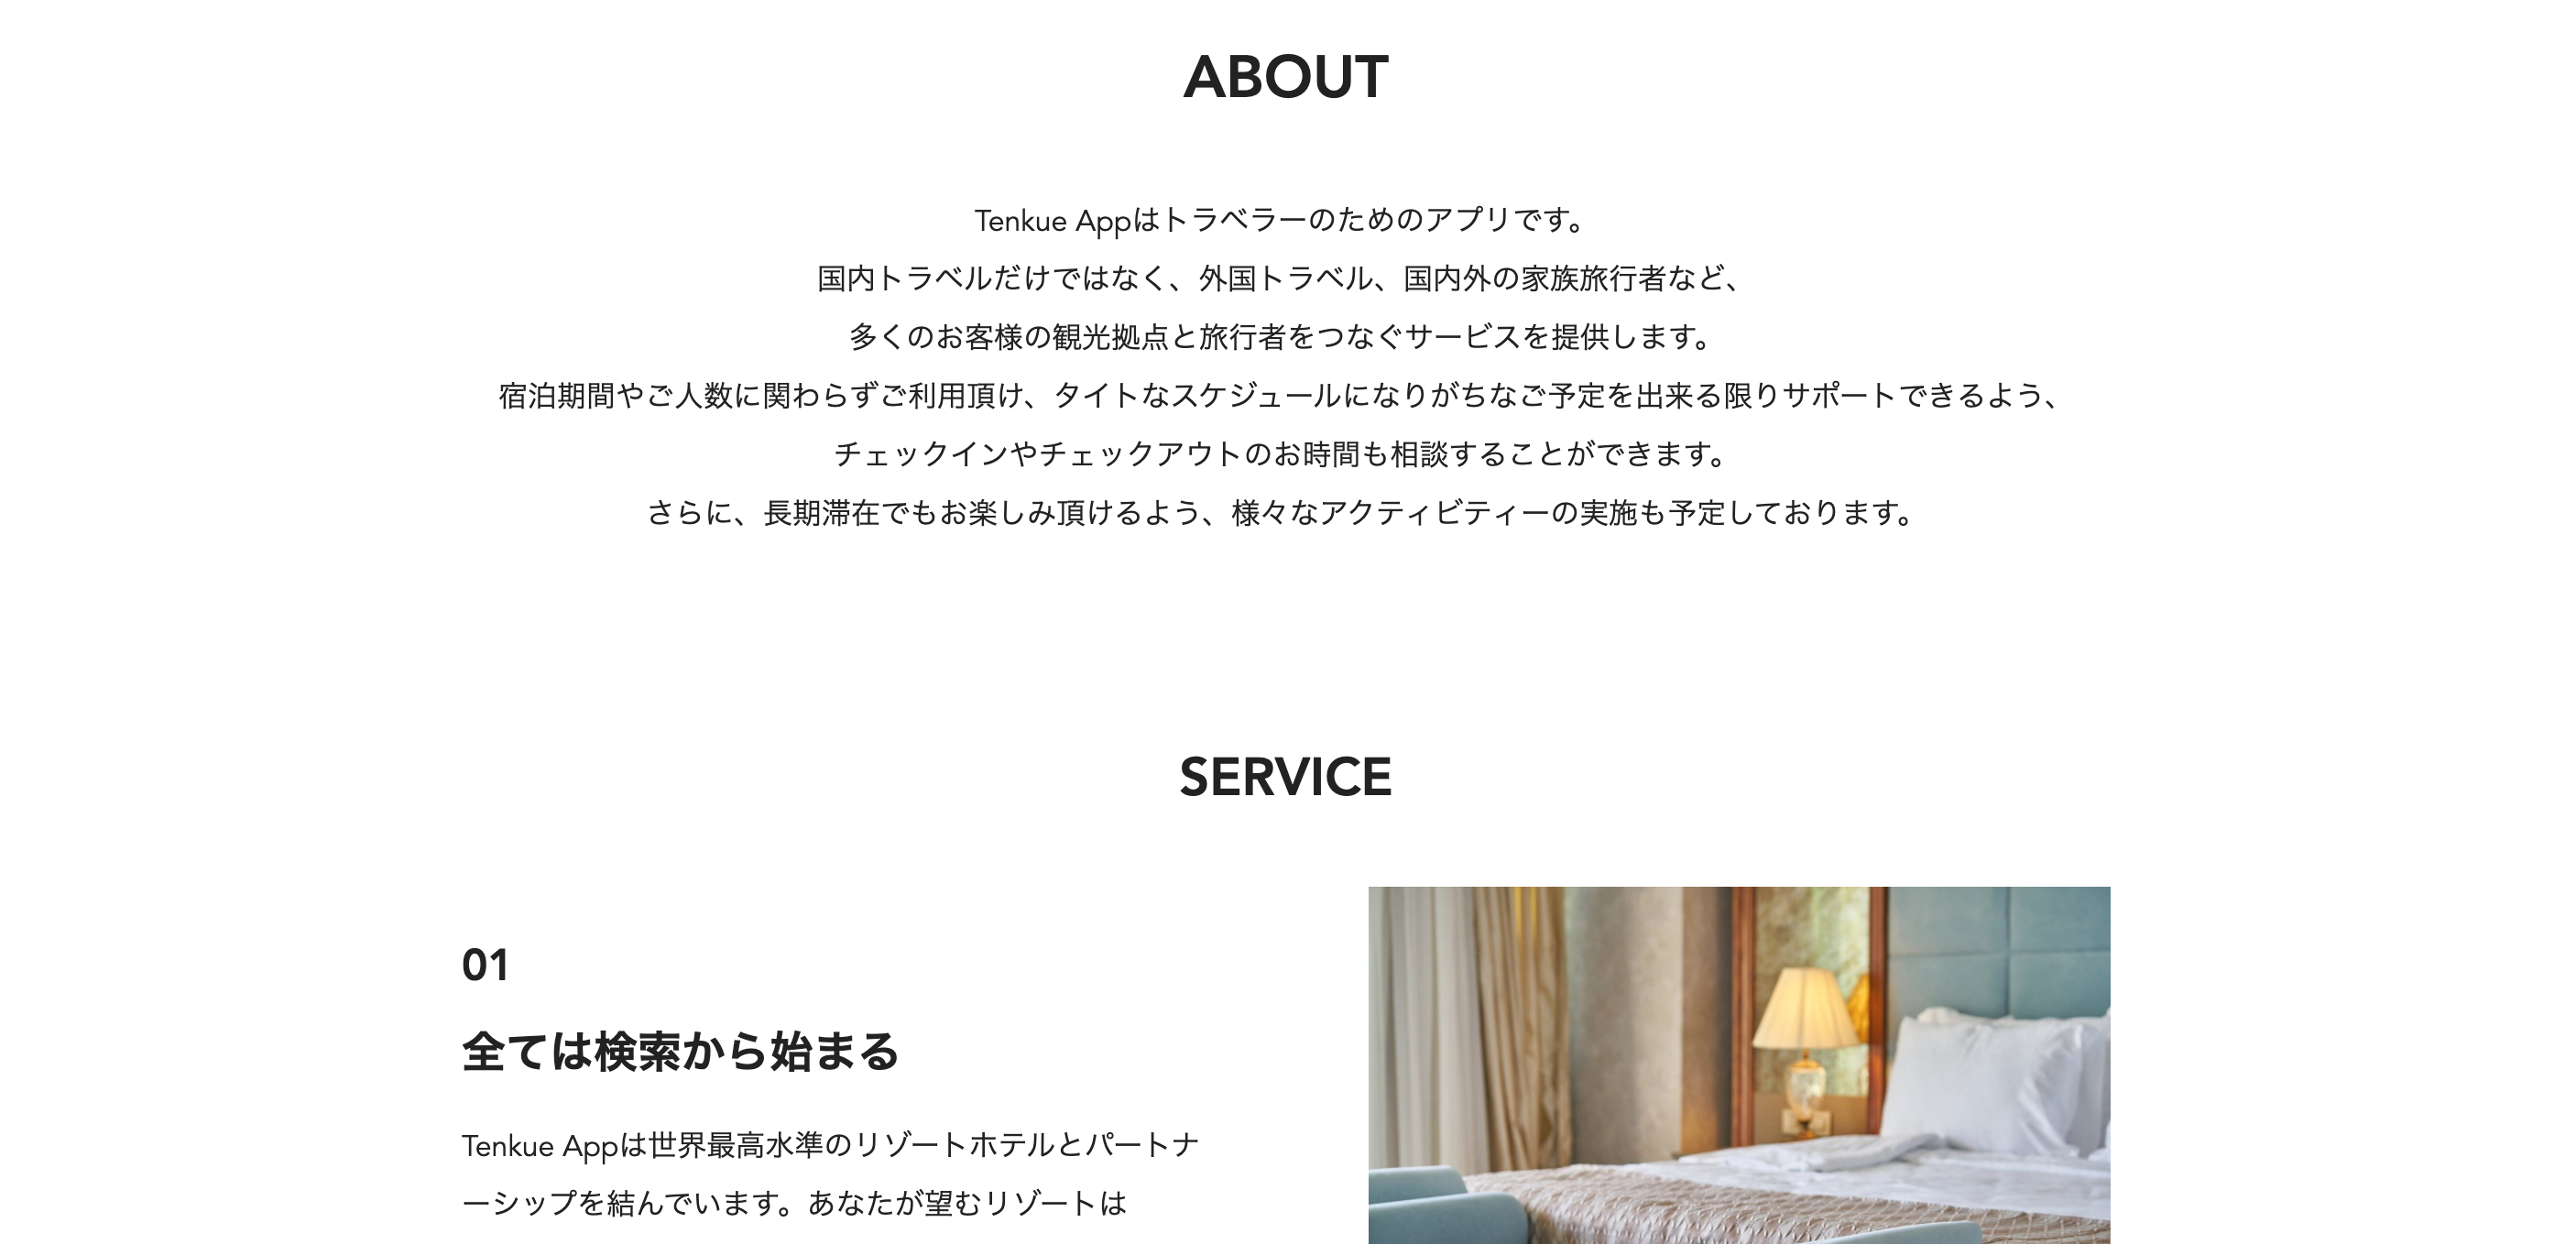 ABOUT
Tenkue Appはトラベラーのためのアプリです。
国内トラベルだけではなく、外国トラベル、国内外の家族旅行者など、
多くのお客様の観光拠点と旅行者をつなぐサービスを提供します。
宿泊期間やご人数に関わらずご利用頂け、タイトなスケジュールになりがちなご予定を出来る限りサポートできるよう、
チェックインやチェックアウトのお時間も相談することができます。
さらに、長期滞在でもお楽しみ頂けるよう、様々なアクティビティーの実施も予定しております。
SERVICE
01
全ては検索から始まる
Tenkue Appは世界最高水準のリゾートホテルとパートナ
ーシップを結んでいます。あなたが望むリゾートは